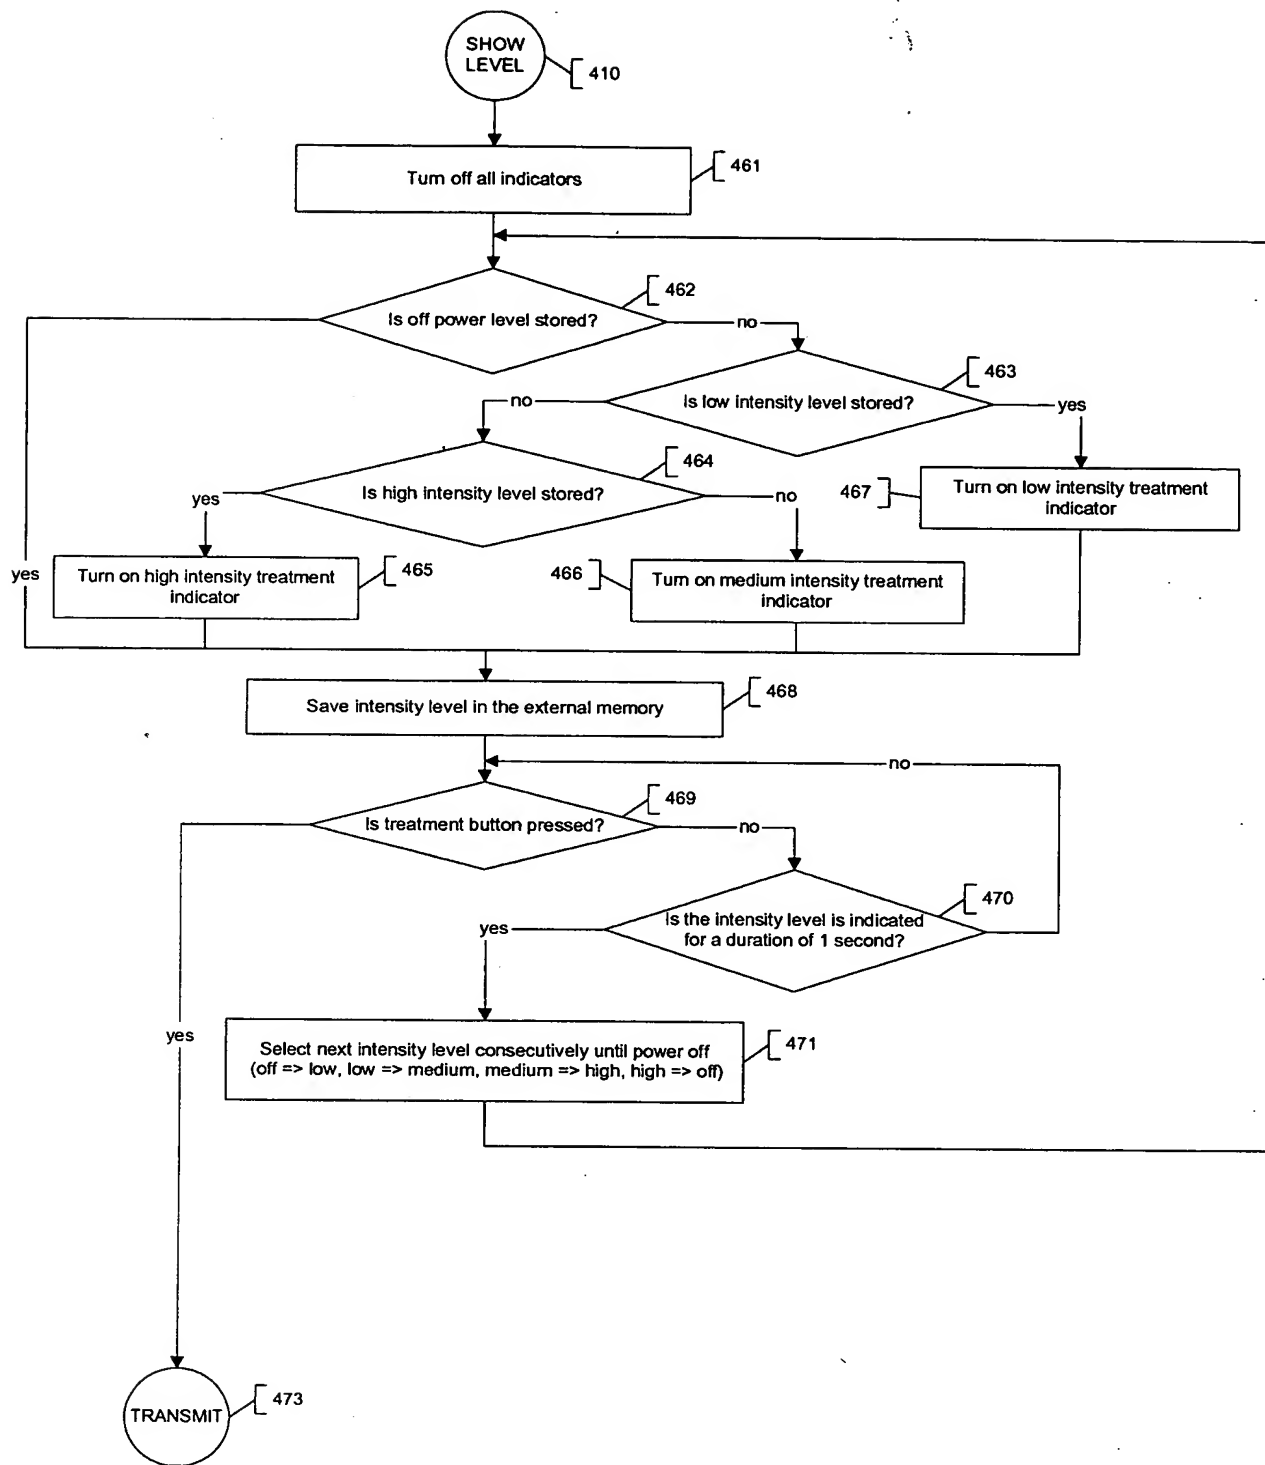 SHOW
LEVEL
410
Turn off all indicators
461
Is off power level stored?
462
no
Is low intensity level stored?
463
no
yes
Is high intensity level stored?
464
yes
no
Turn on low intensity treatment
indicator
467
yes
Turn on high intensity treatment
indicator
465
466
Turn on medium intensity treatment
indicator
Save intensity level in the external memory
468
no
Is treatment button pressed?
469
no
Is the intensity level is indicated
for a duration of 1 second?
470
yes
yes
Select next intensity level consecutively until power off
(off => low, low => medium, medium => high, high => off)
471
TRANSMIT
473